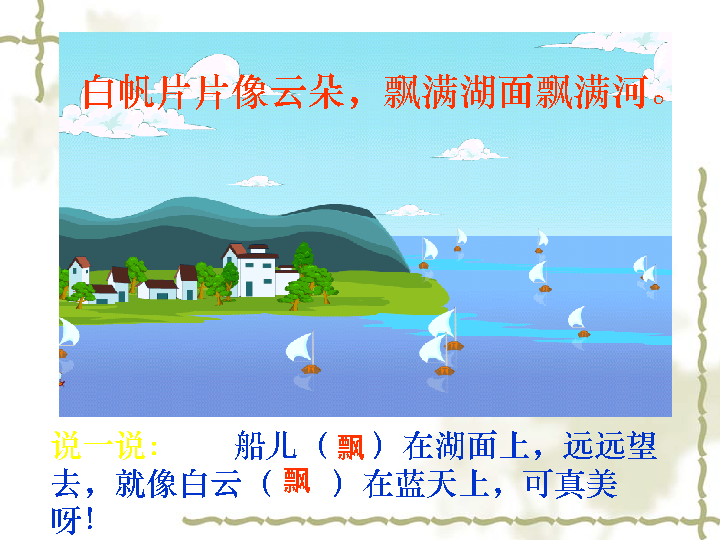 白帆片片像云朵，飘满湖面飘满河。
说一说： 船儿（飘）在湖面上，远远望
去，就像白云（飘）在蓝天上，可真美
呀！